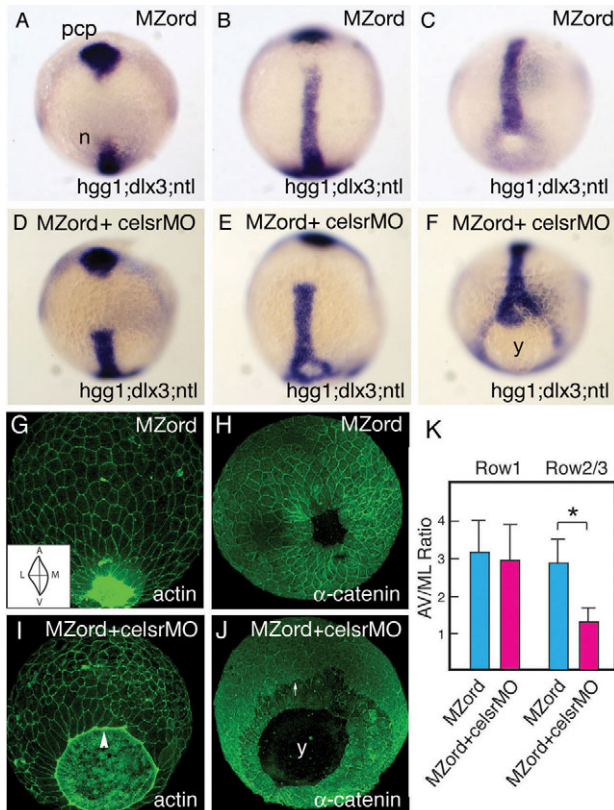 A MZord
pcp
n
hgg1;dlx3;ntl
B MZord
hgg1;dlx3;ntl
C MZord
hgg1;dlx3;ntl
D MZord+ celsrMO
hgg1;dlx3;ntl
E MZord+ celsrMO
hgg1;dlx3;ntl
F MZord+ celsrMO
y
hgg1;dlx3;ntl
G MZord
A
L M
V
actin
H MZord
α-catenin
I MZord+celsrMO
actin
J MZord+celsrMO
y
α-catenin
K
Row1 Row2/3
*
AV/ML Ratio
4
3
2
1
MZord
MZord+celsrMO
MZord
MZord+celsrMO